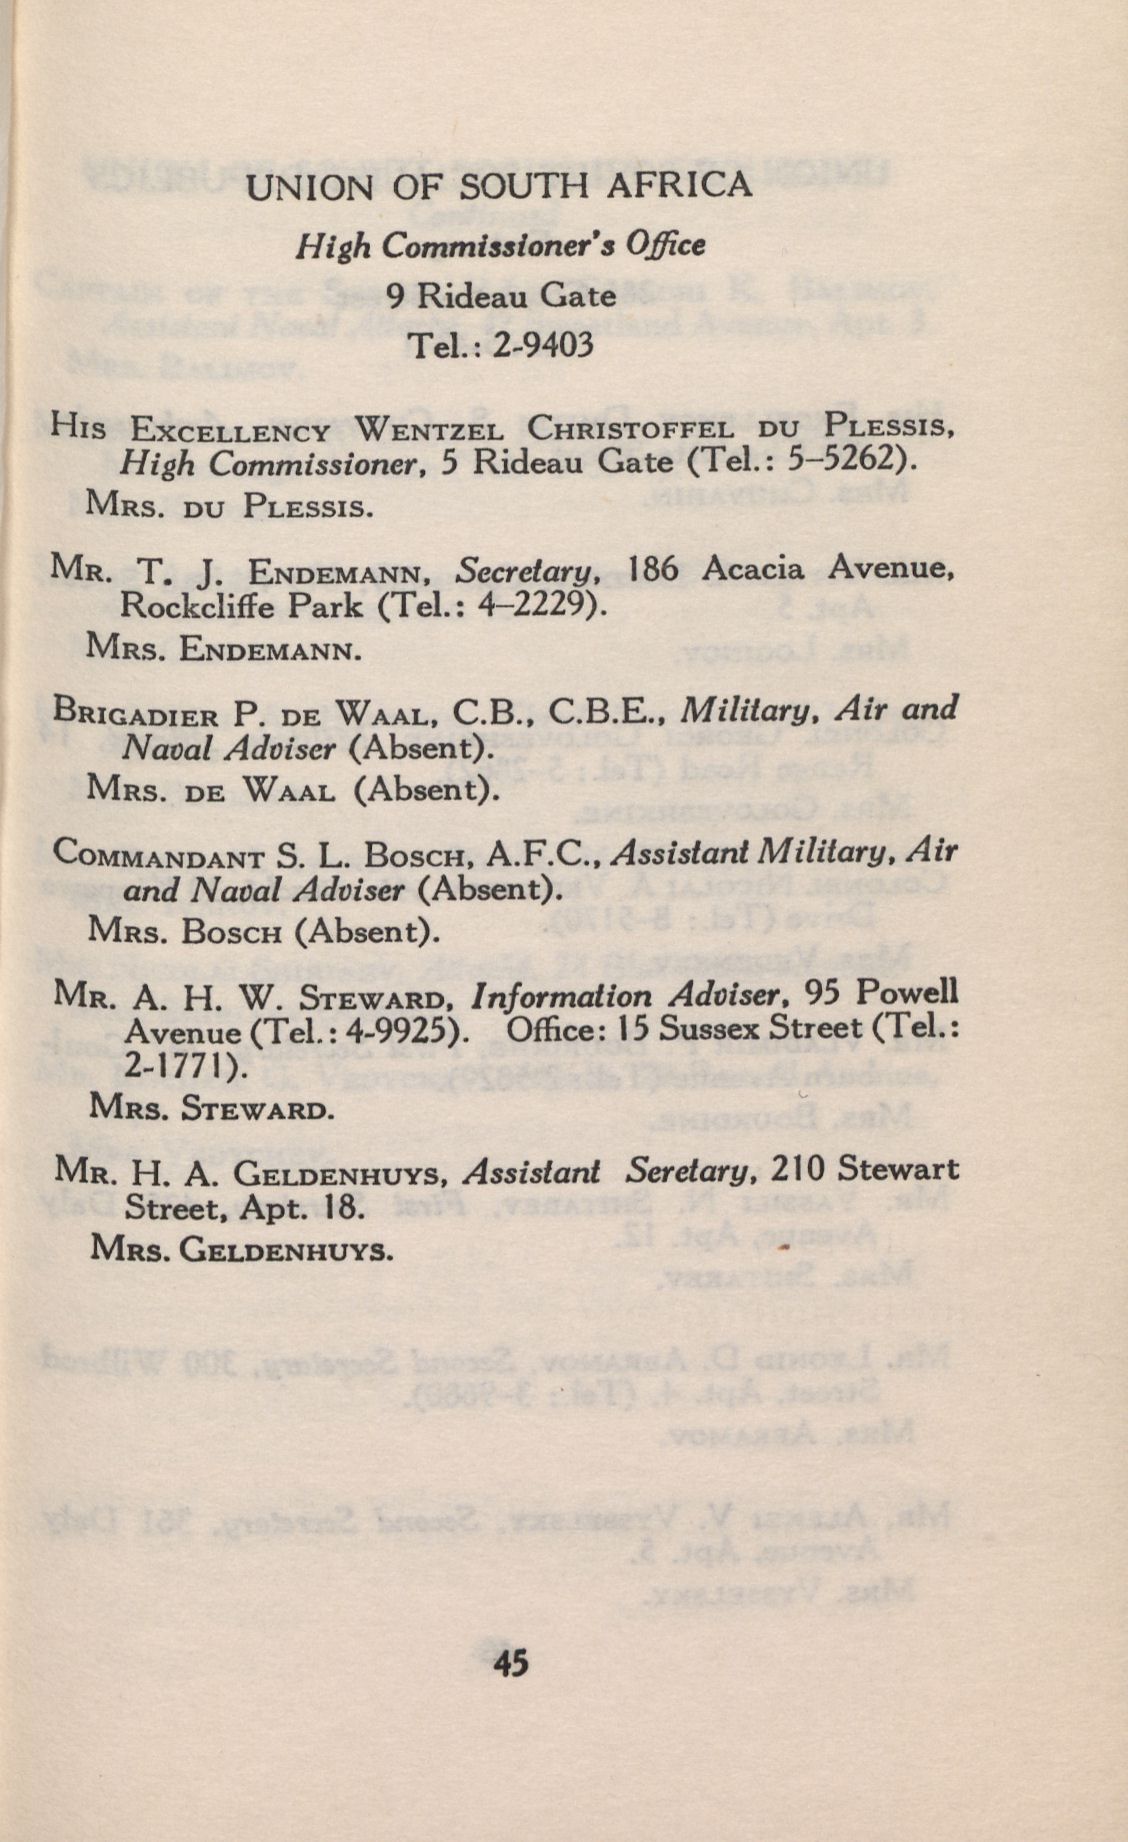 UNION OF SOUTH AFRICA
High Commissioner's Office
9 Rideau Gate
Tel.: 2-9403
His Excellency Wentzel Christoffel du Plessis,
High Commissioner, 5 Rideau Gate (Tel.: 5–5262).
Mrs. du Plessis.
Mr. T. J. Endemann, Secretary, 186 Acacia Avenue,
Rockcliffe Park (Tel.: 4–2229).
Mrs. Endemann.
Brigadier P. de Waal, C.B., C.B.E., Military, Air and
Naval Adviser (Absent).
Mrs. de Waal (Absent).
Commandant S. L. Bosch, A.F.C., Assistant Military, Air
and Naval Adviser (Absent).
Mrs. Bosch (Absent).
Mr. A. H. W. Steward, Information Adviser, 95 Powell
Avenue (Tel.: 4-9925). Office: 15 Sussex Street (Tel.:
2-1771).
Mrs. Steward.
Mr. H. A. Geldenhuys, Assistant Seretary, 210 Stewart
Street, Apt. 18.
Mrs. Geldenhuys.
45